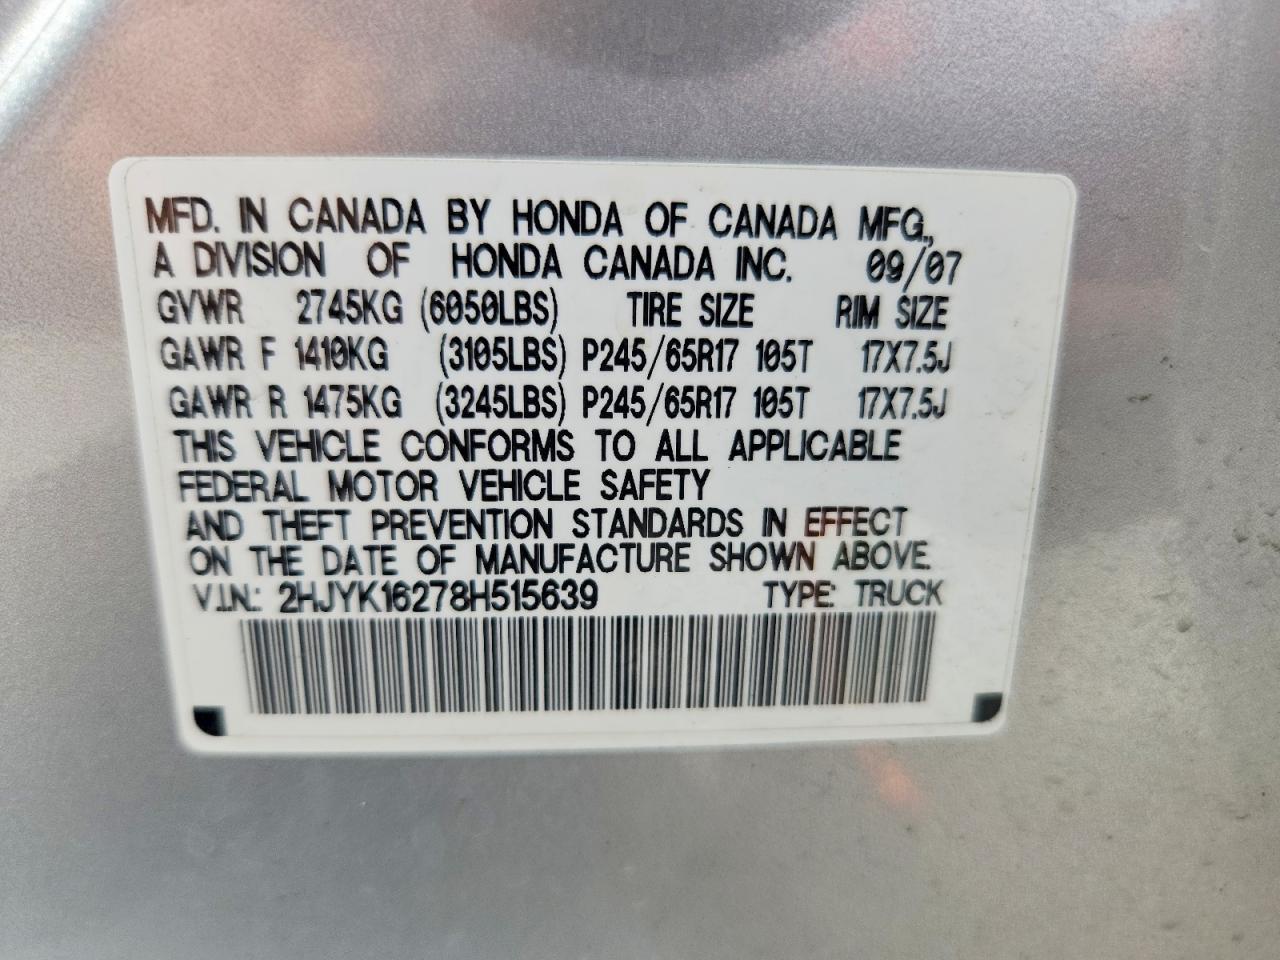 MFD. IN CANADA BY HONDA OF CANADA MFG.,
A DIVISION OF HONDA CANADA INC. 09/07
GVWR 2745KG (6050LBS) TIRE SIZE RIM SIZE
GAWR F 1410KG (3105LBS) P245/65R17 105T 17X7.5J
GAWR R 1475KG (3245LBS) P245/65R17 105T 17X7.5J
THIS VEHICLE CONFORMS TO ALL APPLICABLE
FEDERAL MOTOR VEHICLE SAFETY
AND THEFT PREVENTION STANDARDS IN EFFECT
ON THE DATE OF MANUFACTURE SHOWN ABOVE.
V.I.N.: 2HJYK16278H515639 TYPE: TRUCK